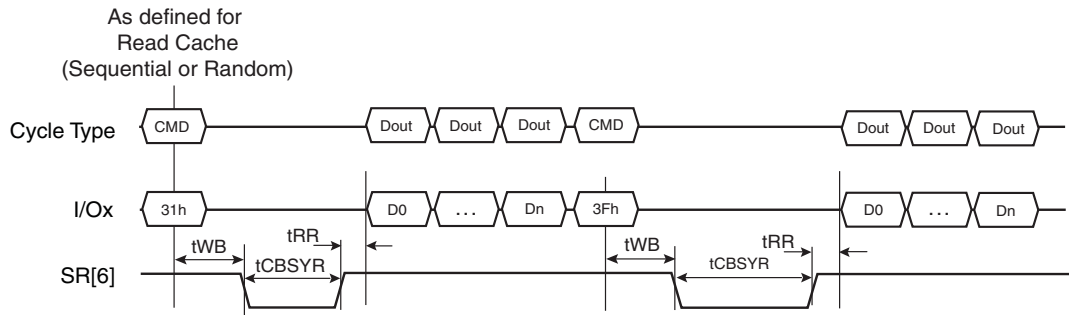 As defined for
Read Cache
(Sequential or Random)
Cycle Type CMD Dout Dout Dout CMD Dout Dout Dout
I/Ox 31h D0 ... Dn 3Fh D0 ... Dn
tWB tRR tWB tRR
SR[6] tCBSYR tCBSYR